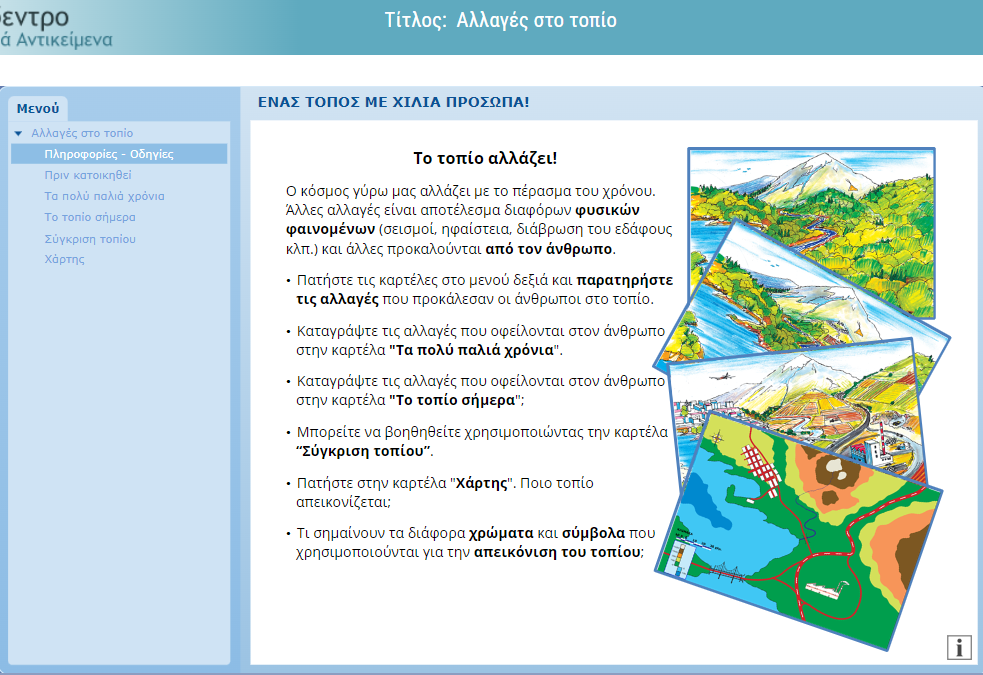 Τίτλος: Αλλαγές στο τοπίο
Αντικείμενα
Μενού
Αλλαγές στο τοπίο
Πληροφορίες - Οδηγίες
Πριν κατοικηθεί
Τα πολύ παλιά χρόνια
Το τοπίο σήμερα
Σύγκριση τοπίου
Χάρτης
ΕΝΑΣ ΤΟΠΟΣ ΜΕ ΧΙΛΙΑ ΠΡΟΣΩΠΑ!
Το τοπίο αλλάζει!
Ο κόσμος γύρω μας αλλάζει με το πέρασμα του χρόνου.
Άλλες αλλαγές είναι αποτέλεσμα διαφόρων φυσικών
φαινομένων (σεισμοί, ηφαίστεια, διάβρωση του εδάφους
κλπ.) και άλλες προκαλούνται από τον άνθρωπο.
• Πατήστε τις καρτέλες στο μενού δεξιά και παρατηρήστε
τις αλλαγές που προκάλεσαν οι άνθρωποι στο τοπίο.
• Καταγράψτε τις αλλαγές που οφείλονται στον άνθρωπο
στην καρτέλα "Τα πολύ παλιά χρόνια".
• Καταγράψτε τις αλλαγές που οφείλονται στον άνθρωπο
στην καρτέλα "Το τοπίο σήμερα";
• Μπορείτε να βοηθηθείτε χρησιμοποιώντας την καρτέλα
“Σύγκριση τοπίου”.
• Πατήστε στην καρτέλα "Χάρτης". Ποιο τοπίο
απεικονίζεται;
• Τι σημαίνουν τα διάφορα χρώματα και σύμβολα που
χρησιμοποιούνται για την απεικόνιση του τοπίου;
i